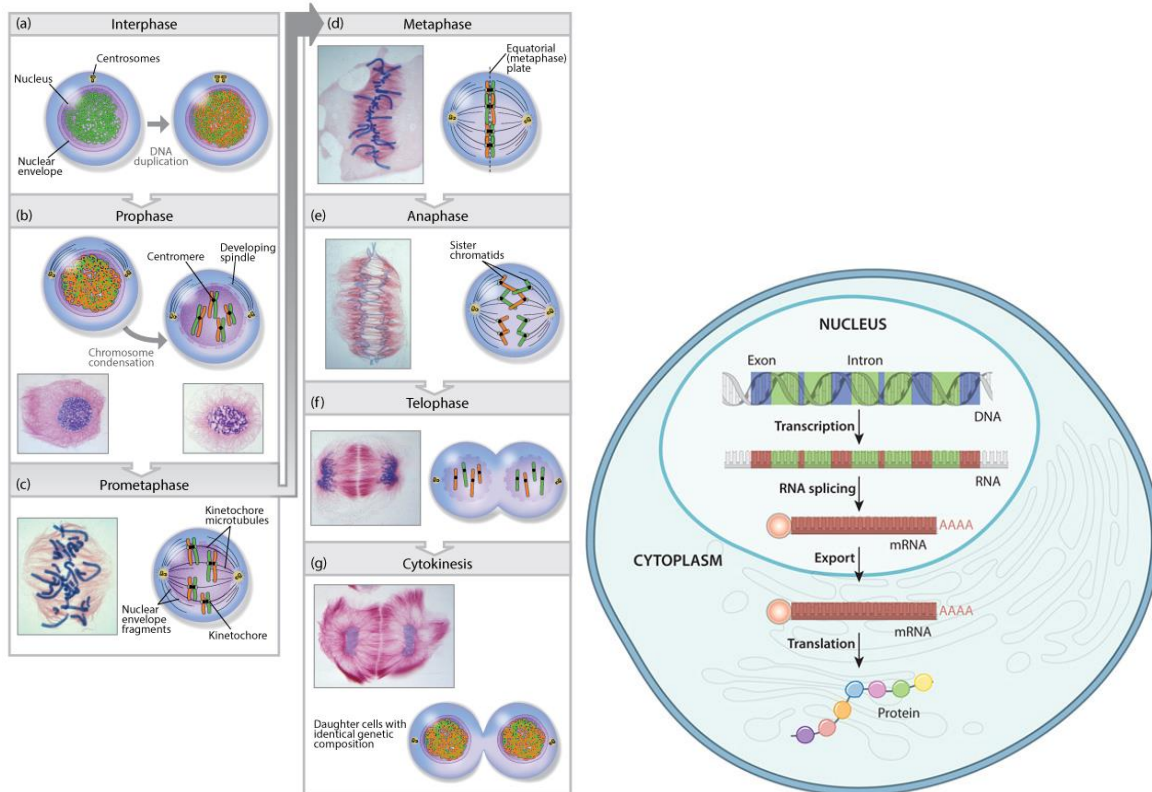 (a) Interphase
Centrosomes
Nucleus
Nuclear
envelope
DNA
duplication
(b) Prophase
Centromere
Developing
spindle
Chromosome
condensation
(c) Prometaphase
Kinetochore
microtubules
Nuclear
envelope
fragments
Kinetochore
(d) Metaphase
Equatorial
(metaphase)
plate
(e) Anaphase
Sister
chromatids
(f) Telophase
(g) Cytokinesis
Daughter cells with
identical genetic
composition
NUCLEUS
Exon Intron
DNA
Transcription
RNA
RNA splicing
AAAA
mRNA
CYTOPLASM
Export
AAAA
mRNA
Translation
Protein